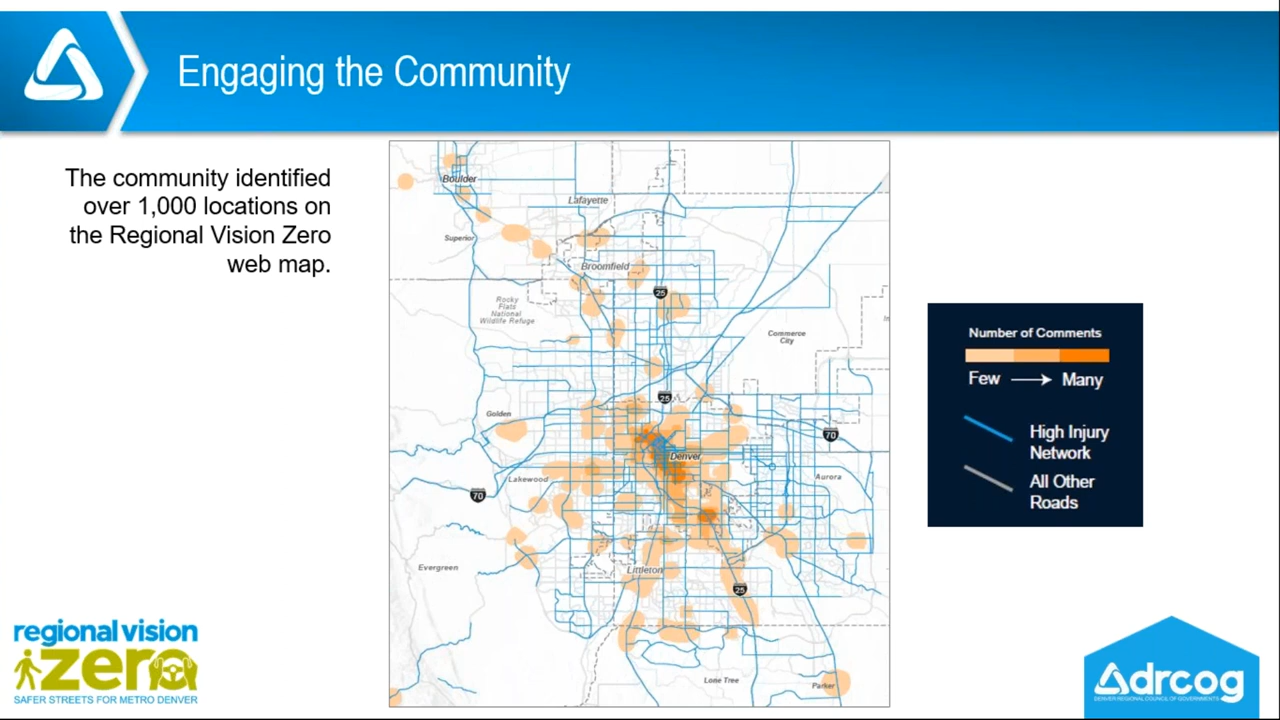 Engaging the Community
The community identified
over 1,000 locations on
the Regional Vision Zero
web map.
Boulder
Lafayette
Superior
Broomfield
25
Rocky
Flats
National
Wildlife Refuge
Commerce
City
25
Golden
70
Denver
Lakewood
Aurora
70
Evergreen
Littleton
25
Lone Tree
Parker
Number of Comments
Few → Many
High Injury
Network
All Other
Roads
regional vision
zero
SAFER STREETS FOR METRO DENVER
drcog
DENVER REGIONAL COUNCIL OF GOVERNMENTS